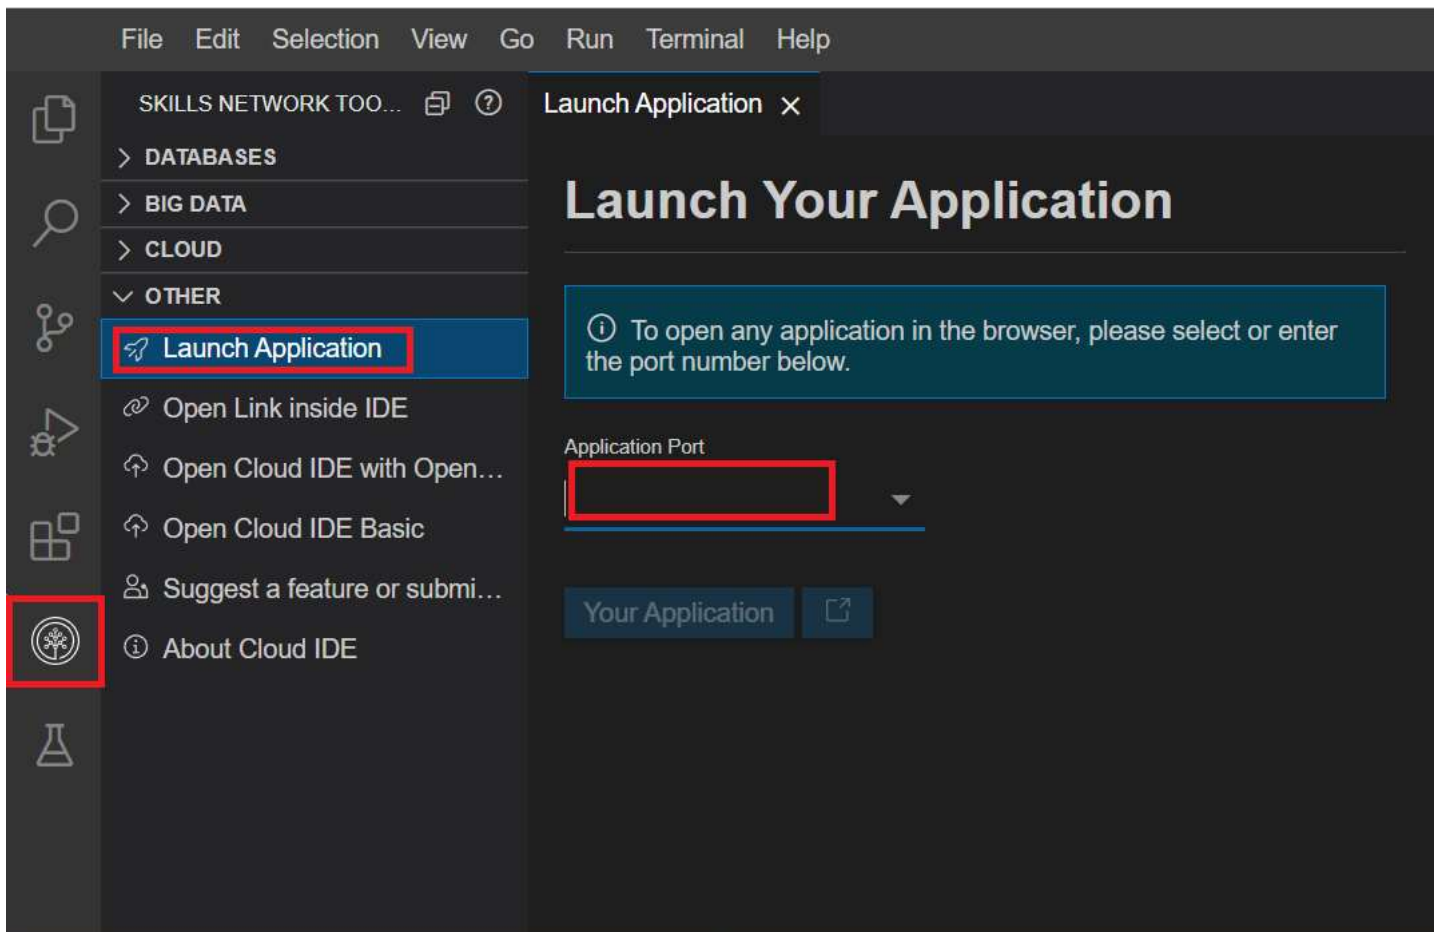 File Edit Selection View Go Run Terminal Help
SKILLS NETWORK TOO...
Launch Application
DATABASES
BIG DATA
CLOUD
OTHER
Launch Application
Open Link inside IDE
Open Cloud IDE with Open...
Open Cloud IDE Basic
Suggest a feature or submi...
About Cloud IDE
Launch Your Application
To open any application in the browser, please select or enter
the port number below.
Application Port
Your Application